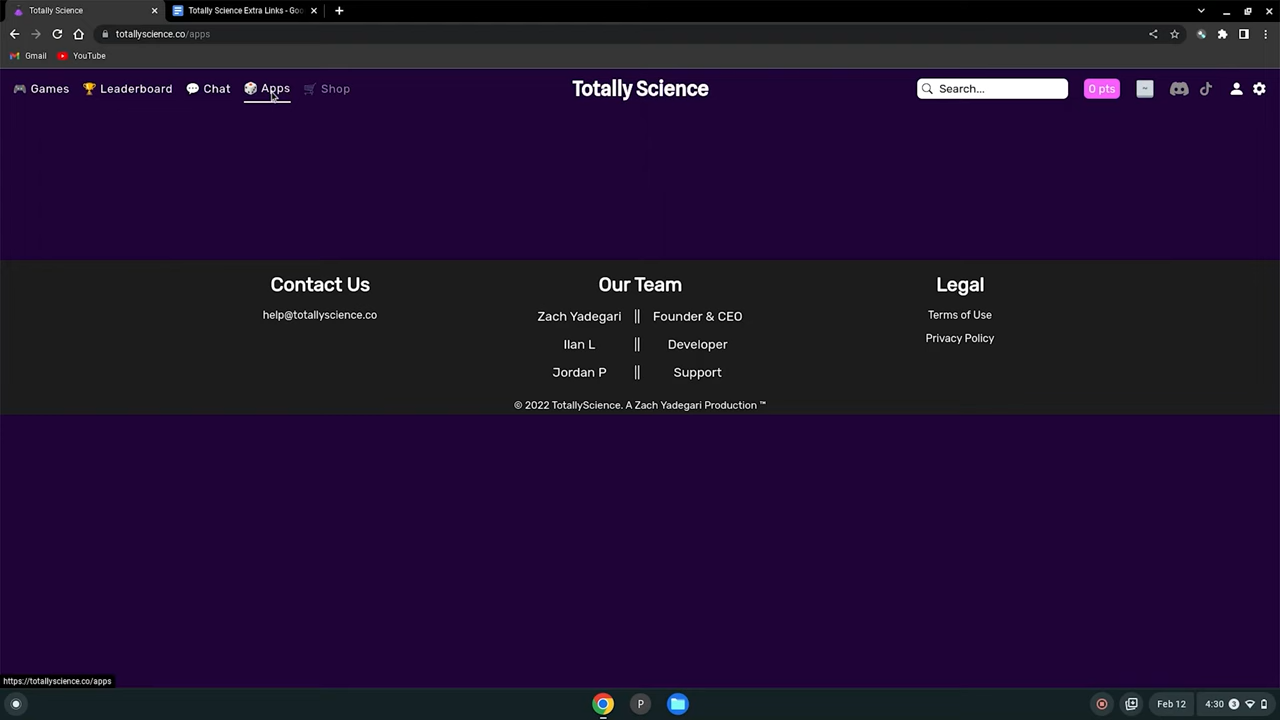 Totally Science
Totally Science Extra Links - Goo
totallyscience.co/apps
Gmail
YouTube
Games
Leaderboard
Chat
Apps
Shop
Totally Science
Search...
0 pts
Contact Us
help@totallyscience.co
Our Team
Zach Yadegari || Founder & CEO
Ilan L || Developer
Jordan P || Support
Legal
Terms of Use
Privacy Policy
© 2022 TotallyScience. A Zach Yadegari Production ™
https://totallyscience.co/apps
P
Feb 12
4:30
3